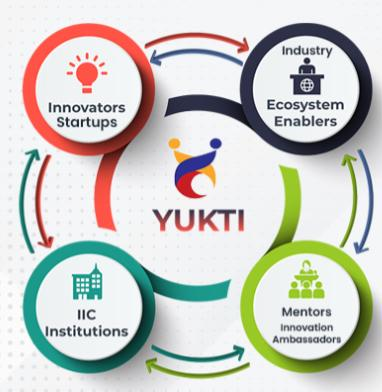 Innovators
Startups
Industry
Ecosystem
Enablers
YUKTI
IIC
Institutions
Mentors
Innovation
Ambassadors